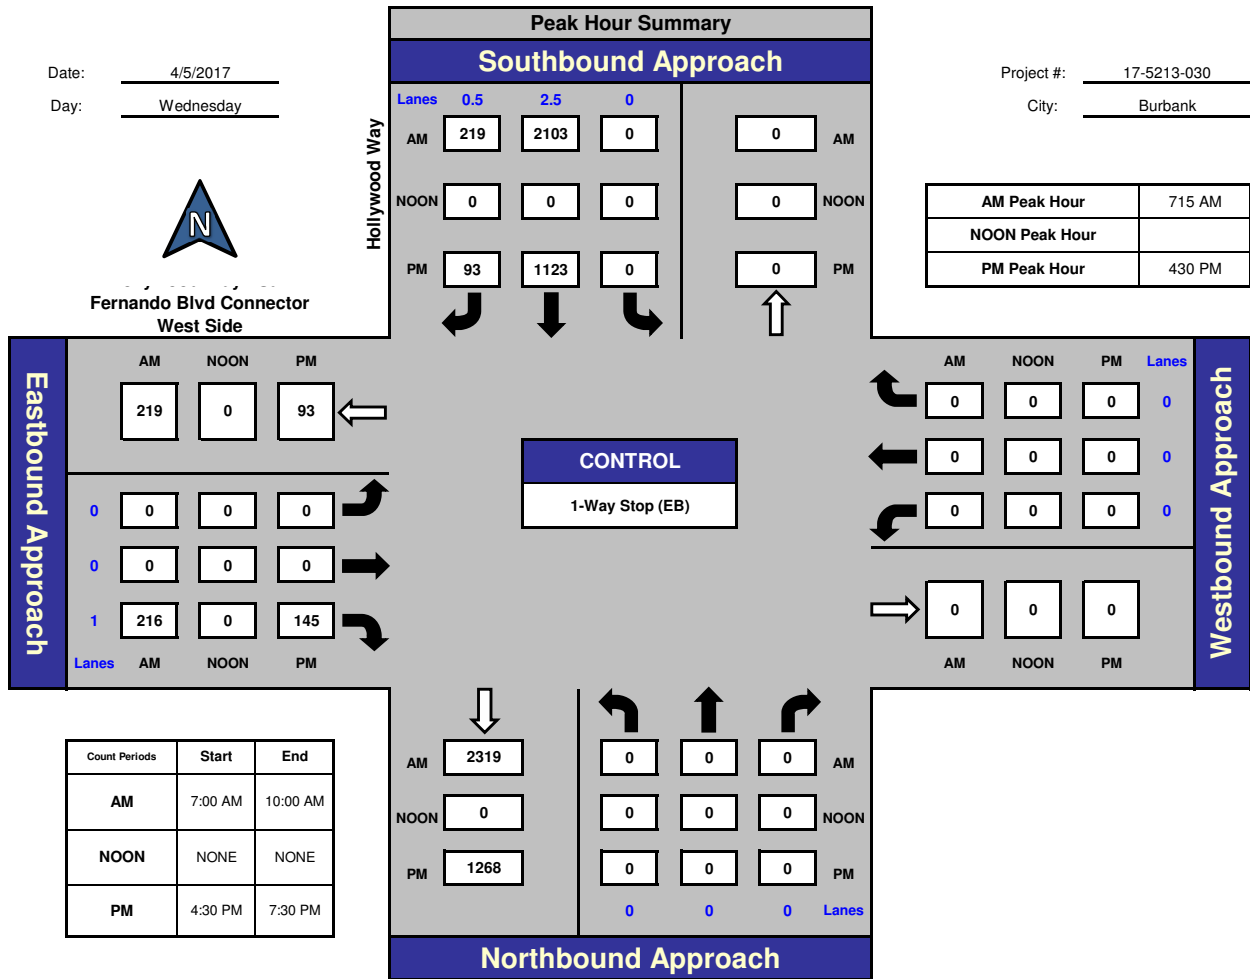 Peak Hour Summary
Southbound Approach
Date: 4/5/2017
Day: Wednesday
Project #: 17-5213-030
City: Burbank
N
Fernando Blvd Connector
West Side
Hollywood Way
Lanes 0.5 2.5 0
AM 219 2103 0 0 AM
NOON 0 0 0 0 NOON
PM 93 1123 0 0 PM
AM Peak Hour 715 AM
NOON Peak Hour
PM Peak Hour 430 PM
Eastbound Approach
AM NOON PM
219 0 93
0 0 0 0
0 0 0 0
1 216 0 145
Lanes AM NOON PM
CONTROL
1-Way Stop (EB)
AM NOON PM Lanes
0 0 0 0
0 0 0 0
0 0 0 0
0 0 0
AM NOON PM
Westbound Approach
Count Periods Start End
AM 7:00 AM 10:00 AM
NOON NONE NONE
PM 4:30 PM 7:30 PM
AM 2319 0 0 0 AM
NOON 0 0 0 0 NOON
PM 1268 0 0 0 PM
0 0 0 Lanes
Northbound Approach